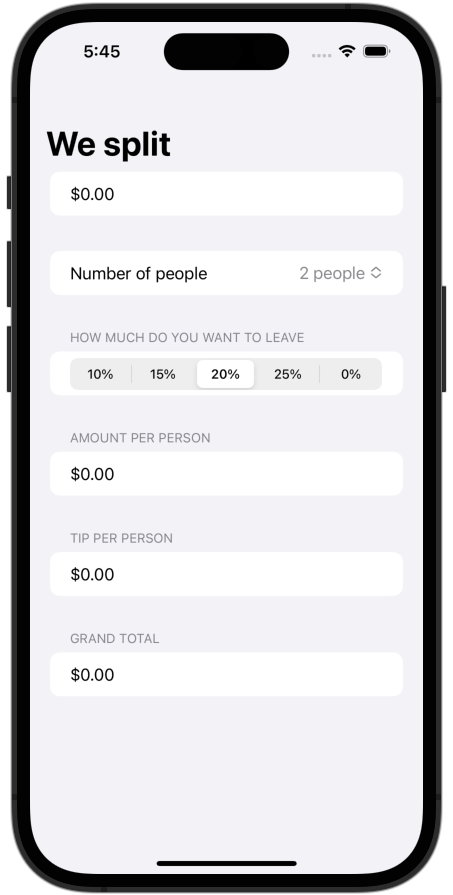 5:45
We split
$0.00
Number of people 2 people
HOW MUCH DO YOU WANT TO LEAVE
10% 15% 20% 25% 0%
AMOUNT PER PERSON
$0.00
TIP PER PERSON
$0.00
GRAND TOTAL
$0.00